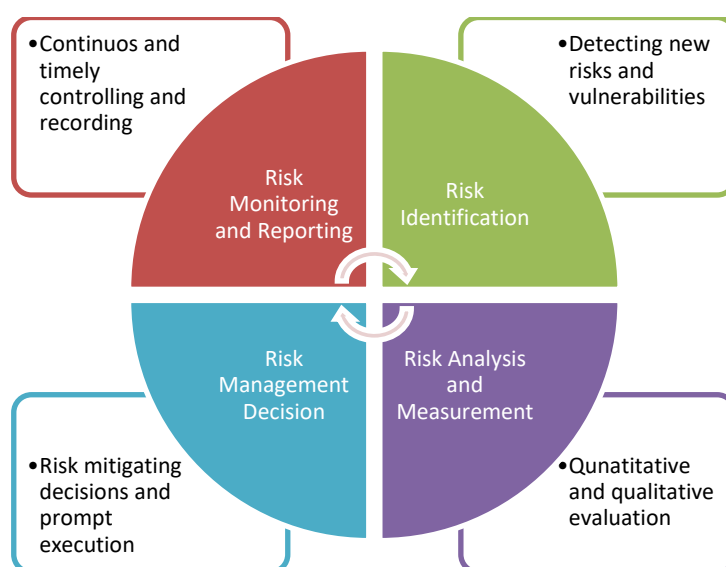 •Continuos and
timely
controlling and
recording
•Detecting new
risks and
vulnerabilities
Risk
Monitoring
and Reporting
Risk
Identification
Risk
Management
Decision
Risk Analysis
and
Measurement
•Risk mitigating
decisions and
prompt
execution
•Qunatitative
and qualitative
evaluation